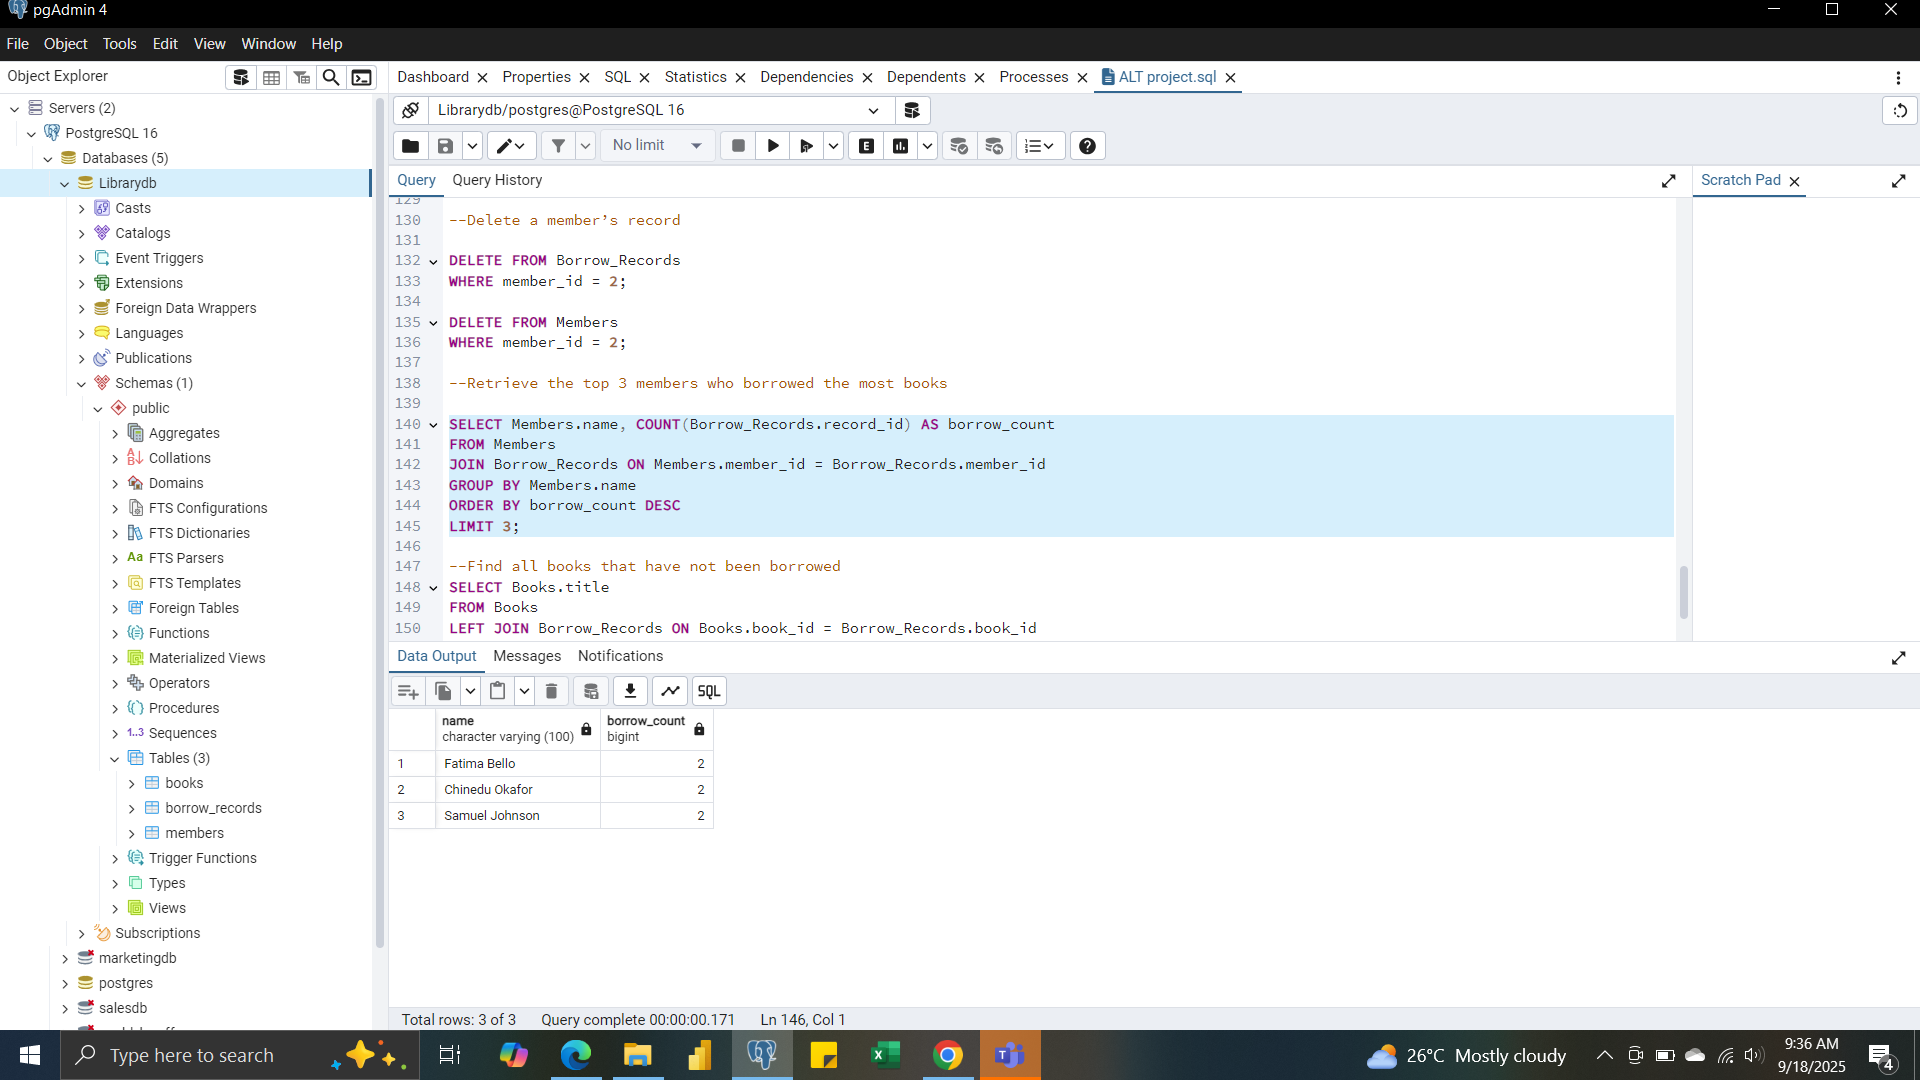 pgAdmin 4
File Object Tools Edit View Window Help
Object Explorer
Dashboard Properties SQL Statistics Dependencies Dependents Processes ALT project.sql
Servers (2)
PostgreSQL 16
Databases (5)
Librarydb
Casts
Catalogs
Event Triggers
Extensions
Foreign Data Wrappers
Languages
Publications
Schemas (1)
public
Aggregates
Collations
Domains
FTS Configurations
FTS Dictionaries
Aa FTS Parsers
FTS Templates
Foreign Tables
Functions
Materialized Views
Operators
Procedures
1..3 Sequences
Tables (3)
books
borrow_records
members
Trigger Functions
Types
Views
Subscriptions
marketingdb
postgres
salesdb
Librarydb/postgres@PostgreSQL 16
No limit
E
Query Query History
Scratch Pad
129
130 --Delete a member’s record
131
132 DELETE FROM Borrow_Records
133 WHERE member_id = 2;
134
135 DELETE FROM Members
136 WHERE member_id = 2;
137
138 --Retrieve the top 3 members who borrowed the most books
139
140 SELECT Members.name, COUNT(Borrow_Records.record_id) AS borrow_count
141 FROM Members
142 JOIN Borrow_Records ON Members.member_id = Borrow_Records.member_id
143 GROUP BY Members.name
144 ORDER BY borrow_count DESC
145 LIMIT 3;
146
147 --Find all books that have not been borrowed
148 SELECT Books.title
149 FROM Books
150 LEFT JOIN Borrow_Records ON Books.book_id = Borrow_Records.book_id
Data Output Messages Notifications
SQL
name borrow_count
character varying (100) bigint
1 Fatima Bello 2
2 Chinedu Okafor 2
3 Samuel Johnson 2
Total rows: 3 of 3 Query complete 00:00:00.171 Ln 146, Col 1
Type here to search
26°C Mostly cloudy
9:36 AM
9/18/2025
4